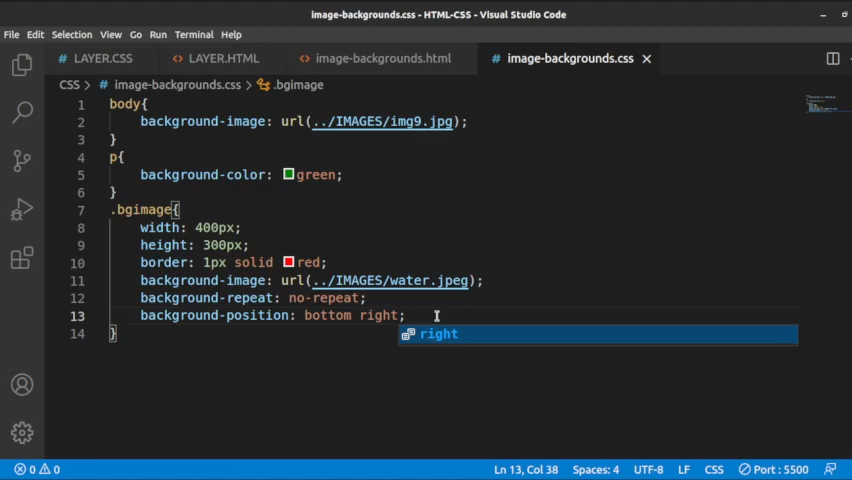 image-backgrounds.css - HTML-CSS - Visual Studio Code
File Edit Selection View Go Run Terminal Help
# LAYER.CSS <> LAYER.HTML <> image-backgrounds.html # image-backgrounds.css
CSS > # image-backgrounds.css > .bgimage
1 body{
2 background-image: url(../IMAGES/img9.jpg);
3 }
4 p{
5 background-color: green;
6 }
7 .bgimage{
8 width: 400px;
9 height: 300px;
10 border: 1px solid red;
11 background-image: url(../IMAGES/water.jpeg);
12 background-repeat: no-repeat;
13 background-position: bottom right;
right
14 }
0 0 Ln 13, Col 38 Spaces: 4 UTF-8 LF CSS Port : 5500